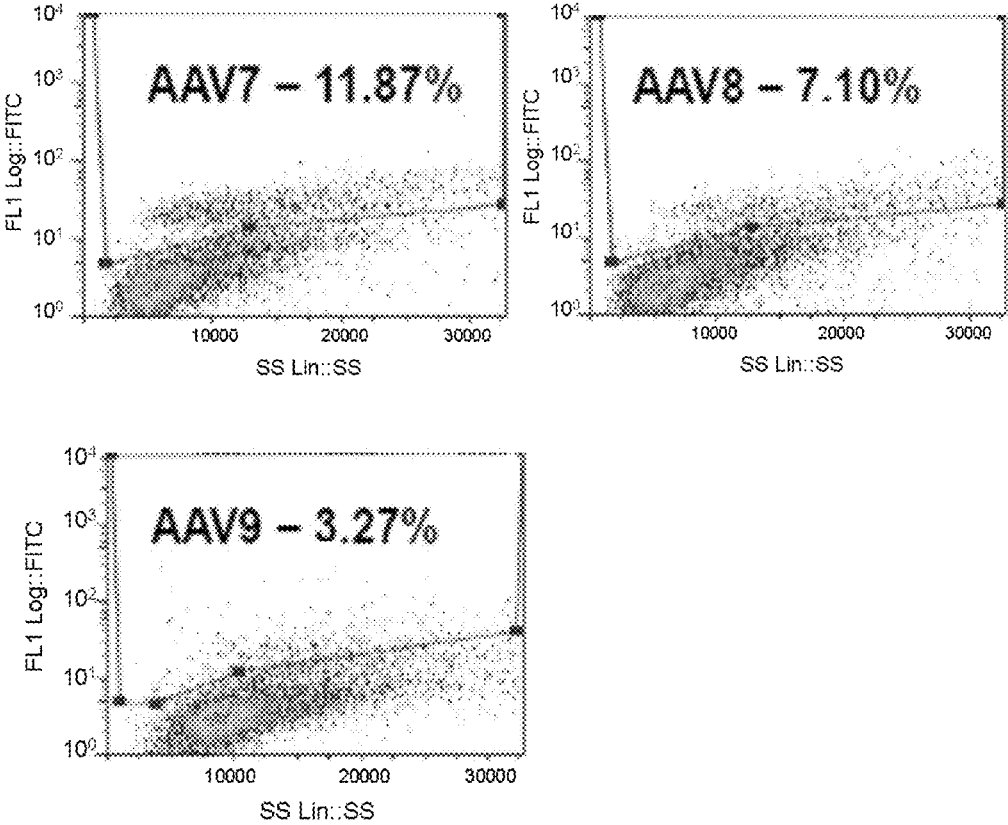 10⁴
10³
10²
10¹
10⁰
FL1 Log::FITC
AAV7 – 11.87%
10000 20000 30000
SS Lin::SS
10⁴
10³
10²
10¹
10⁰
FL1 Log::FITC
AAV8 – 7.10%
10000 20000 30000
SS Lin::SS
10⁴
10³
10²
10¹
10⁰
FL1 Log::FITC
AAV9 – 3.27%
10000 20000 30000
SS Lin::SS